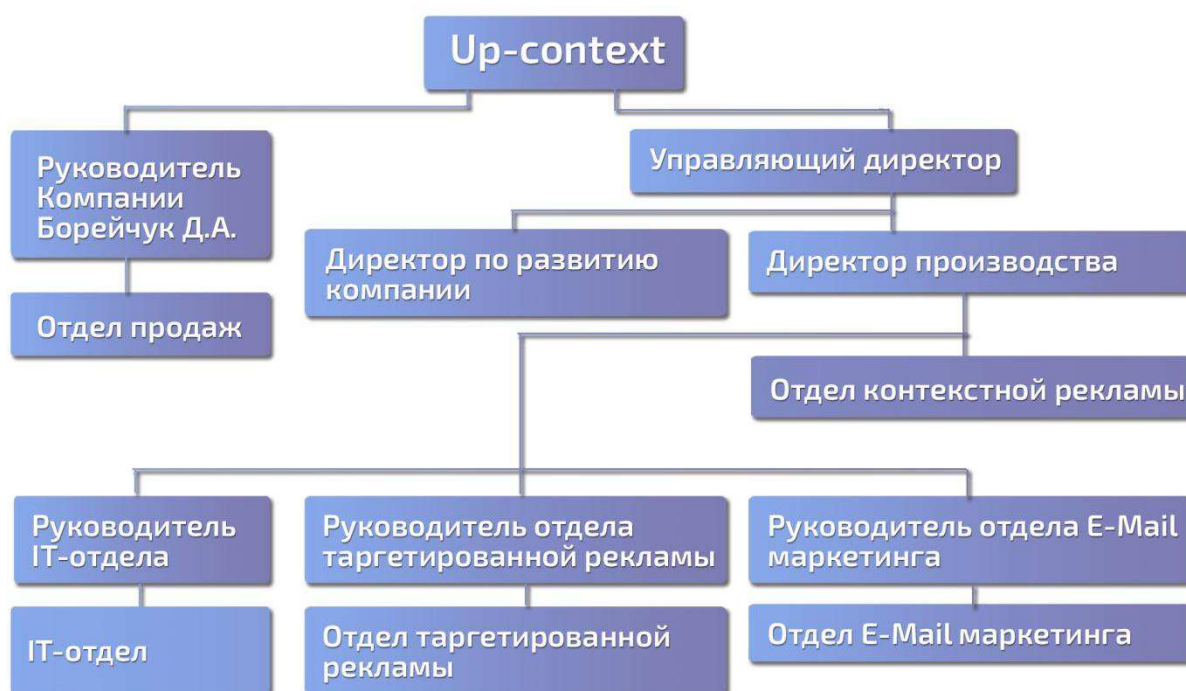 Up-context
Руководитель
Компании
Борейчук Д.А.
Управляющий директор
Директор по развитию
компании
Директор производства
Отдел продаж
Отдел контекстной рекламы
Руководитель
IT-отдела
Руководитель отдела
таргетированной рекламы
Руководитель отдела E-Mail
маркетинга
IT-отдел
Отдел таргетированной
рекламы
Отдел E-Mail маркетинга